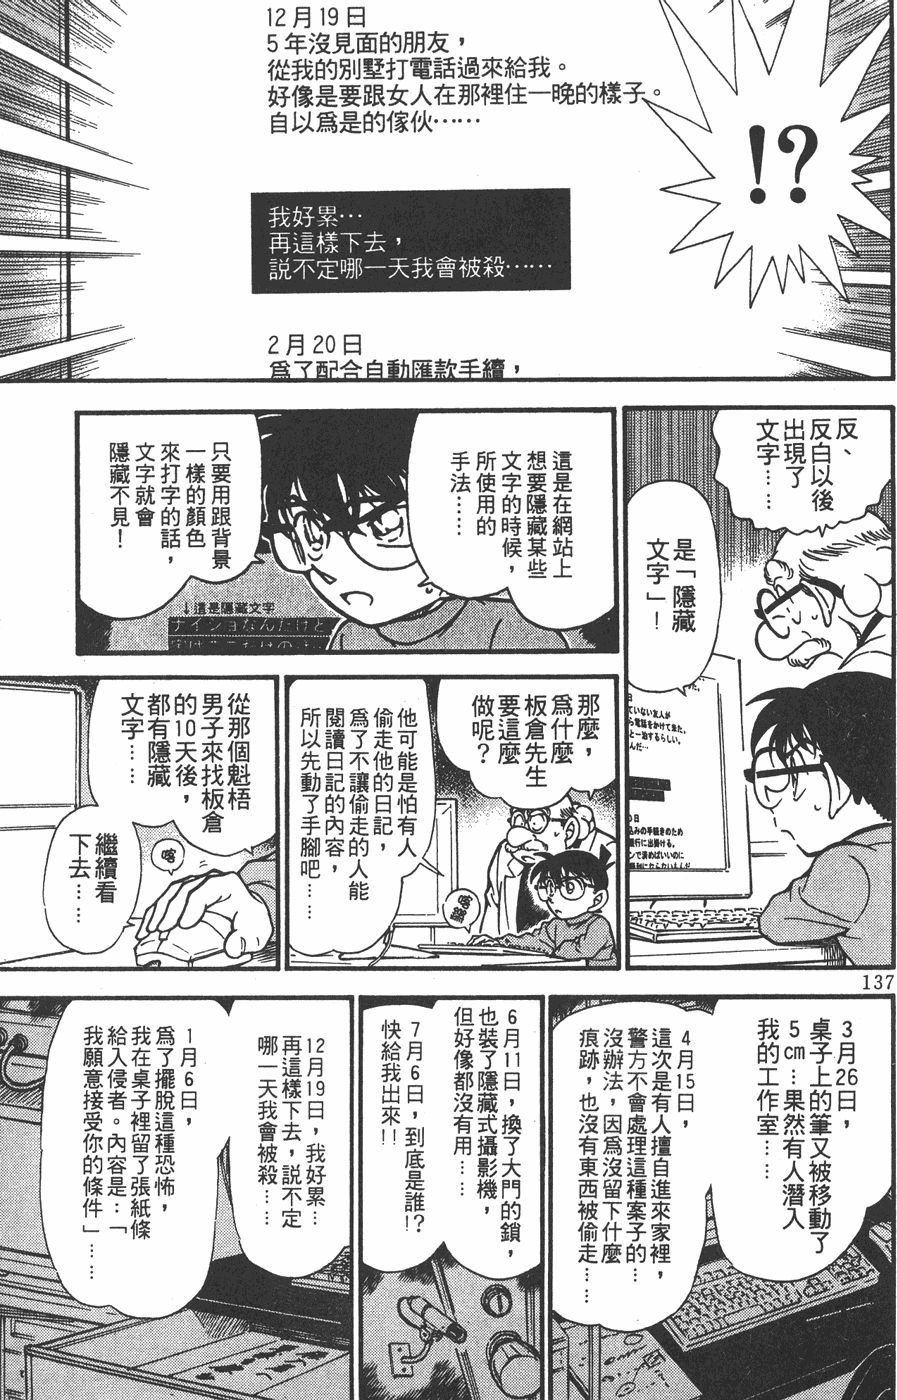 12月19日
5年沒見面的朋友，
從我的別墅打電話過來給我。
好像是要跟女人在那裡住一晚的樣子。
自以爲是的傢伙……
!?
我好累…
再這樣下去，
説不定哪一天我會被殺……
2月20日
爲了配合自動匯款手續，
反、
反白以後
出現了
文字……
是「隱藏
文字」！
這是在網站上
想要隱藏某些
文字的時候，
所使用的
手法……
只要用跟背景
一樣的顏色
來打字的話，
文字就會
隱藏不見！
↓這是隱藏文字
ナイショなんだけど
那麼，
爲什麼
板倉先生
要這麼
做呢？
他可能是怕有人
偷走他的日記，
爲了不讓偷走的人能
閱讀日記的內容，
所以先動了手腳吧……
從那個魁梧
男子來找板倉
的10天後，
都有隱藏
文字……
喀
繼續看
下去……
137
3月26日，
桌子上的筆又被移動了
5cm…果然有人潛入
我的工作室……
4月15日，
這次是有人擅自進來家裡，
警方不會處理這種案子的…
沒辦法，因爲沒留下什麼
痕跡，也沒有東西被偷走……
6月11日，換了大門的鎖，
也裝了隱藏式攝影機，
但好像都沒有用……
7月6日，到底是誰!?
快給我出來!!
12月19日，我好累…
再這樣下去，說不定
哪一天我會被殺……
1月6日，
爲了擺脫這種恐怖，
我在桌子裡留了張紙條
給入侵者。內容是…「
我願意接受你的條件」……